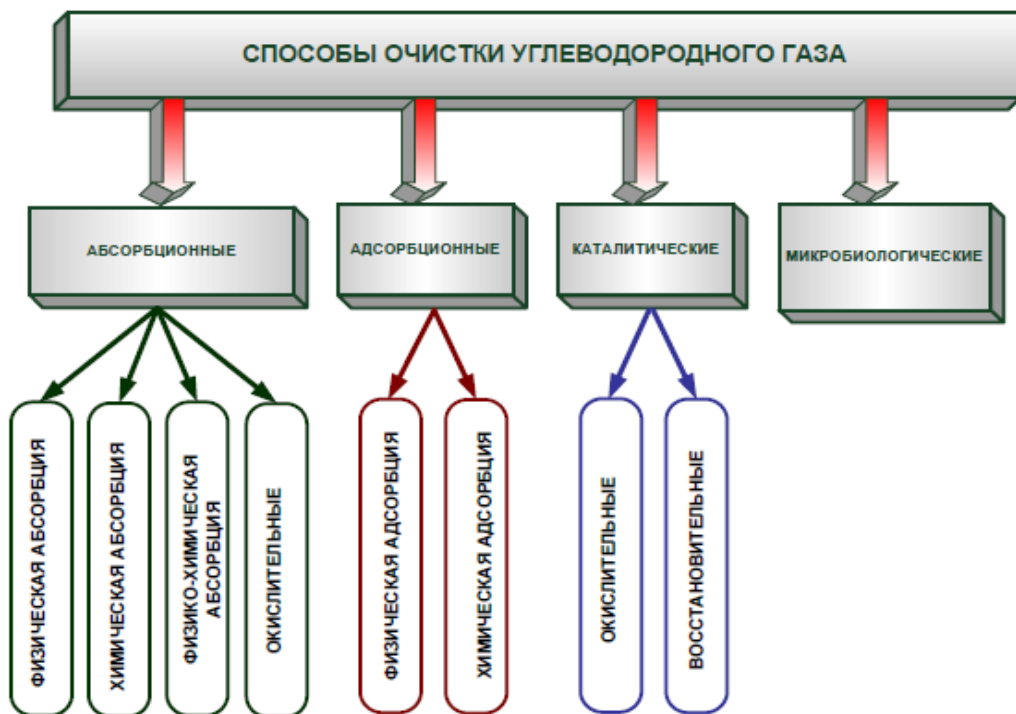 СПОСОБЫ ОЧИСТКИ УГЛЕВОДОРОДНОГО ГАЗА
АБСОРБЦИОННЫЕ
АДСОРБЦИОННЫЕ
КАТАЛИТИЧЕСКИЕ
МИКРОБИОЛОГИЧЕСКИЕ
ФИЗИЧЕСКАЯ АБСОРБЦИЯ
ХИМИЧЕСКАЯ АБСОРБЦИЯ
ФИЗИКО-ХИМИЧЕСКАЯ
АБСОРБЦИЯ
ОКИСЛИТЕЛЬНЫЕ
ФИЗИЧЕСКАЯ АДСОРБЦИЯ
ХИМИЧЕСКАЯ АДСОРБЦИЯ
ОКИСЛИТЕЛЬНЫЕ
ВОССТАНОВИТЕЛЬНЫЕ